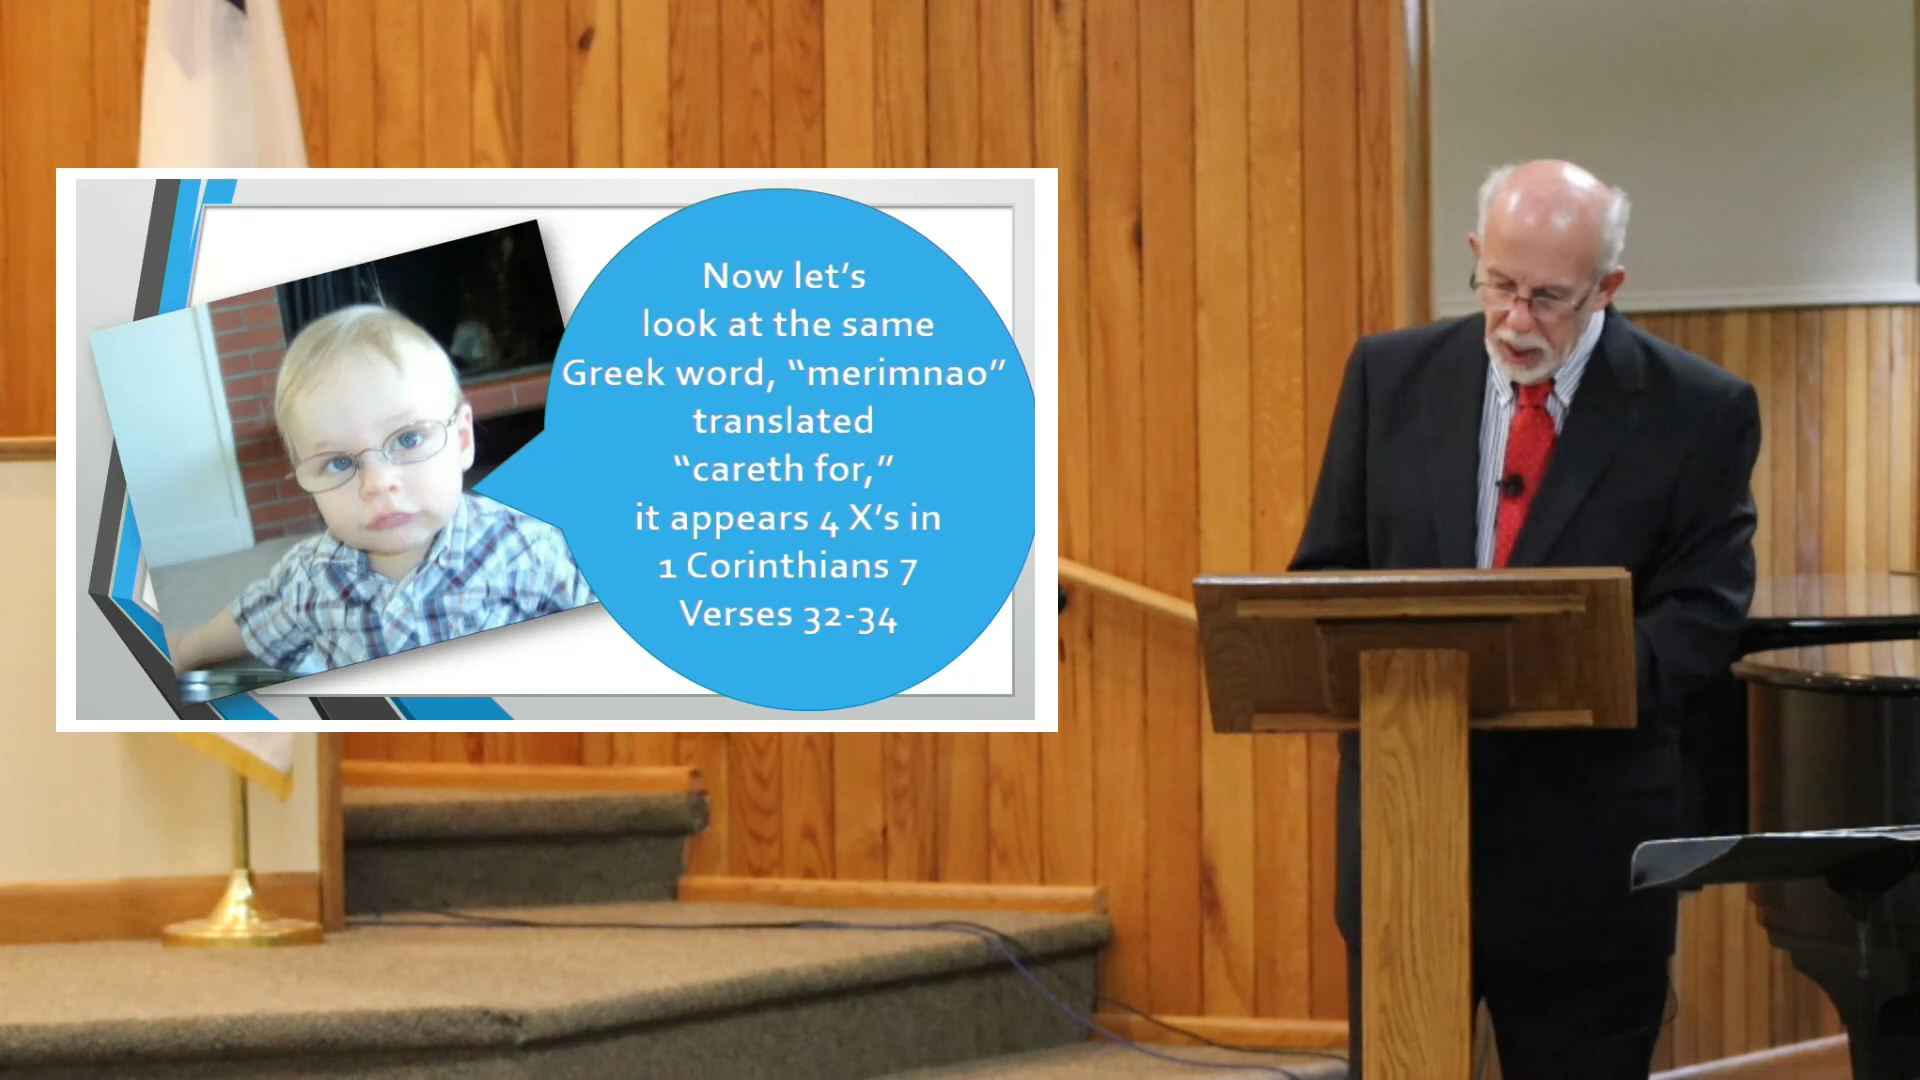 Now let’s
look at the same
Greek word, “merimnao”
translated
“careth for,”
it appears 4 X’s in
1 Corinthians 7
Verses 32-34